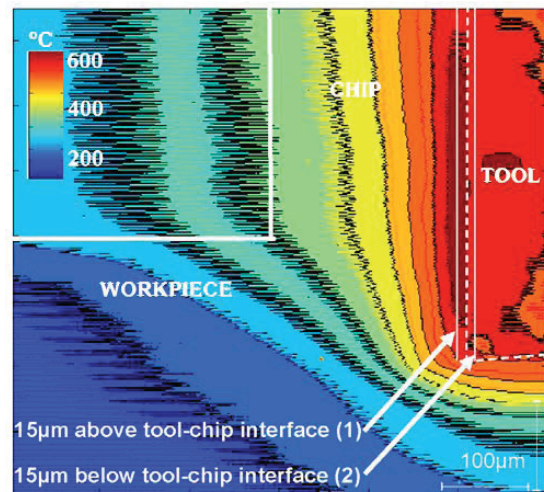 °C
600
400
200
CHIP
TOOL
WORKPIECE
15µm above tool-chip interface (1)
15µm below tool-chip interface (2)
100µm